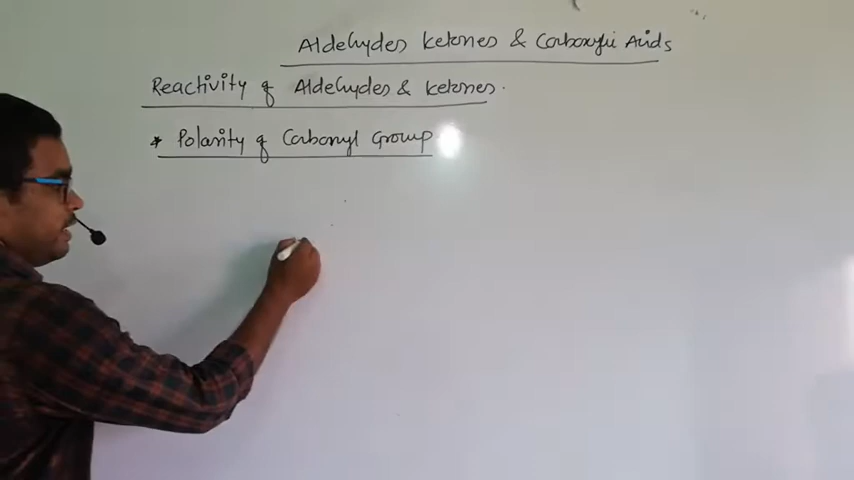 Aldehydes Ketones & Carboxylic Acids
Reactivity of Aldehydes & Ketones.
* Polarity of Carbonyl Group